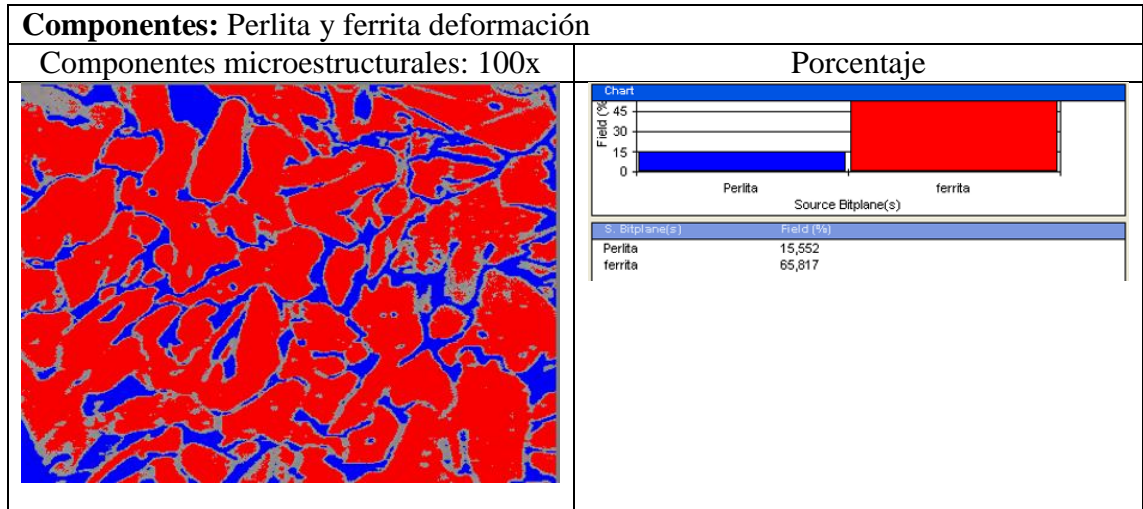 Componentes: Perlita y ferrita deformación
Componentes microestructurales: 100x
Porcentaje
Chart
Field (%
45
30
15
0
Perlita
ferrita
Source Bitplane(s)
S. Bitplane(s) Field (%)
Perlita 15,552
ferrita 65,817